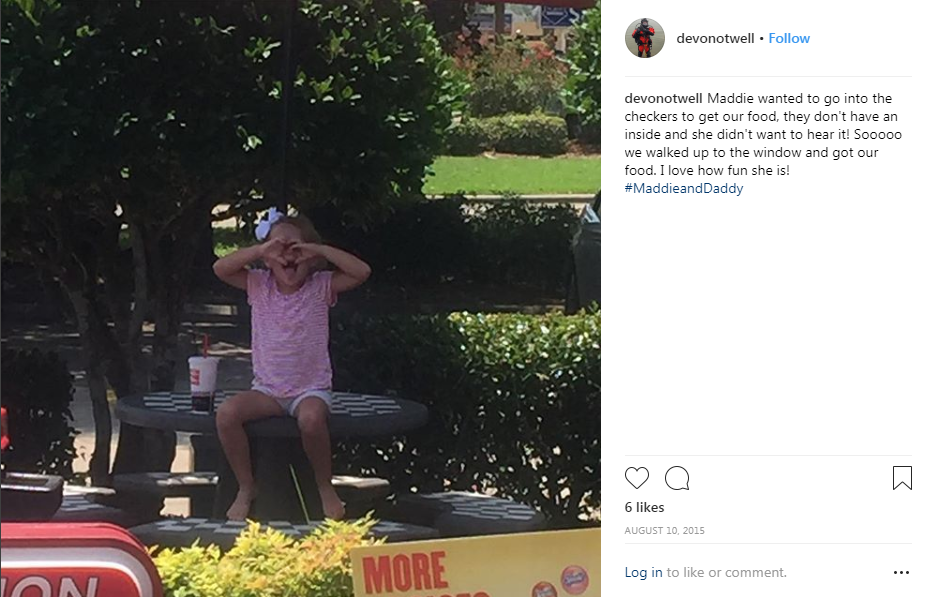 devonotwell • Follow
devonotwell Maddie wanted to go into the
checkers to get our food, they don't have an
inside and she didn't want to hear it! Sooooo
we walked up to the window and got our
food. I love how fun she is!
#MaddieandDaddy
6 likes
AUGUST 10, 2015
Log in to like or comment.
ION
MORE